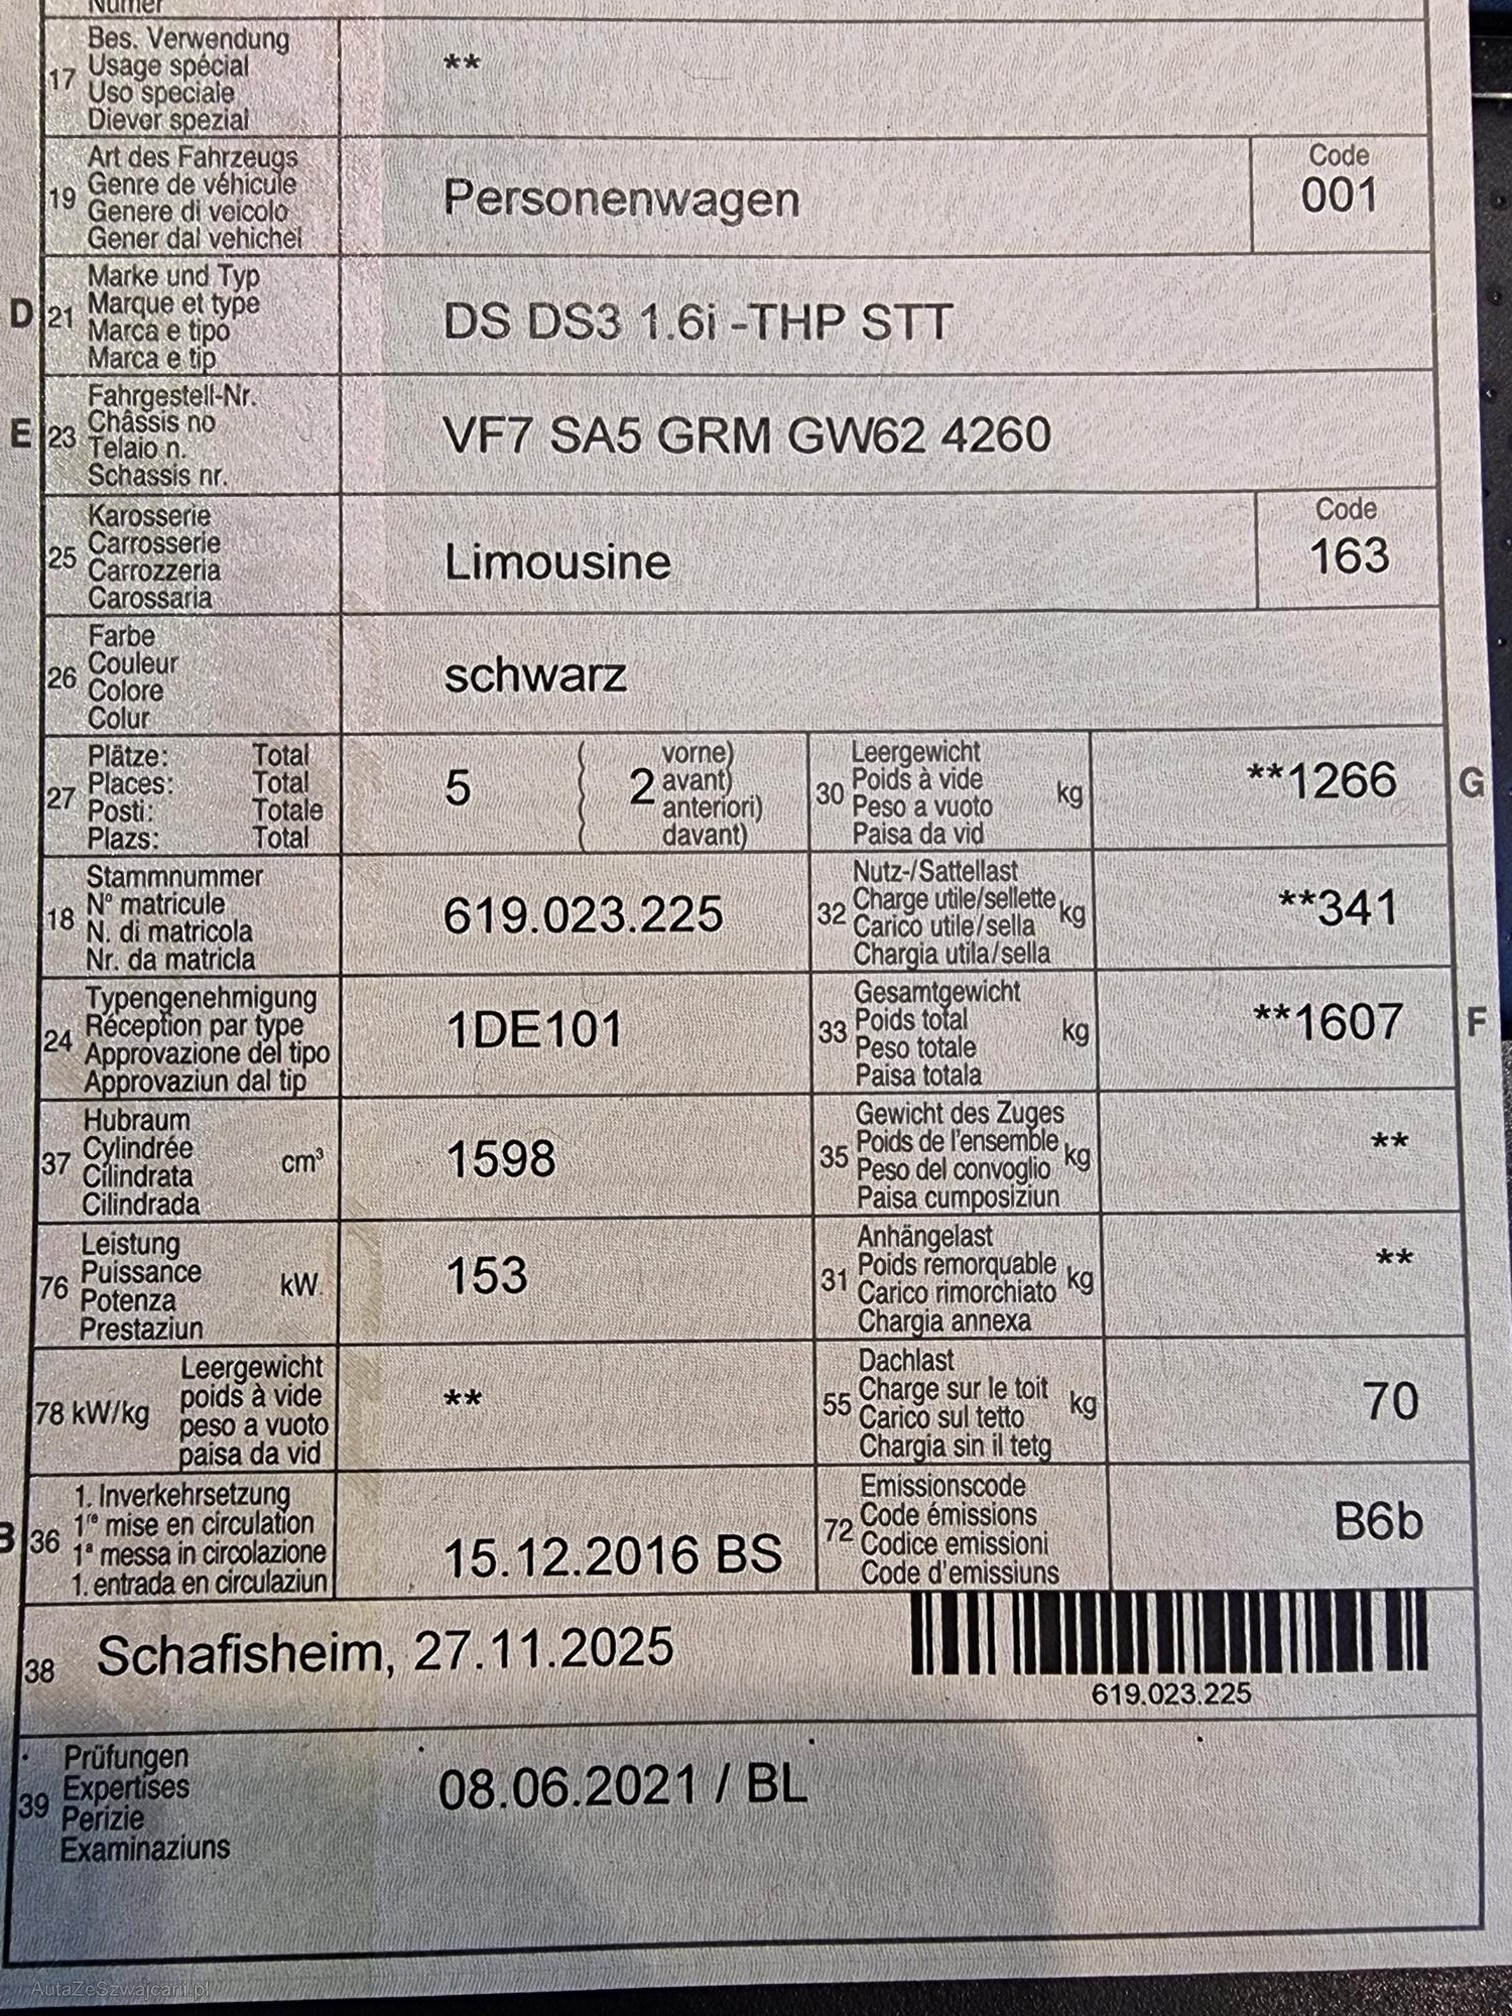 Numer
17 Bes. Verwendung
Usage spécial
Uso speciale
Diever spezial
**
19 Art des Fahrzeugs
Genre de véhicule
Genere di veicolo
Gener dal vehichel
Personenwagen
Code
001
D 21 Marke und Typ
Marque et type
Marca e tipo
Marca e tip
DS DS3 1.6i -THP STT
E 23 Fahrgestell-Nr.
Châssis no
Telaio n.
Schassis nr.
VF7 SA5 GRM GW62 4260
25 Karosserie
Carrosserie
Carrozzeria
Carossaria
Limousine
Code
163
26 Farbe
Couleur
Colore
Colur
schwarz
27 Plätze: Total
Places: Total
Posti: Totale
Plazs: Total
5 ( 2 vorne)
avant)
anteriori)
davant)
30 Leergewicht
Poids à vide kg
Peso a vuoto
Paisa da vid
**1266 G
18 Stammnummer
N° matricule
N. di matricola
Nr. da matricla
619.023.225
32 Nutz-/Sattellast
Charge utile/sellette kg
Carico utile/sella
Chargia utila/sella
**341
24 Typengenehmigung
Réception par type
Approvazione del tipo
Approvaziun dal tip
1DE101
33 Gesamtgewicht
Poids total kg
Peso totale
Paisa totala
**1607 F
37 Hubraum
Cylindrée cm³
Cilindrata
Cilindrada
1598
35 Gewicht des Zuges
Poids de l'ensemble kg
Peso del convoglio
Paisa cumposiziun
**
76 Leistung
Puissance kW
Potenza
Prestaziun
153
31 Anhängelast
Poids remorquable kg
Carico rimorchiato
Chargia annexa
**
78 kW/kg Leergewicht
poids à vide
peso a vuoto
paisa da vid
**
55 Dachlast
Charge sur le toit kg
Carico sul tetto
Chargia sin il tetg
70
B 36 1. Inverkehrsetzung
1re mise en circulation
1a messa in circolazione
1. entrada en circulaziun
15.12.2016 BS
72 Emissionscode
Code émissions
Codice emissioni
Code d'emissiuns
B6b
38 Schafisheim, 27.11.2025
619.023.225
39 Prüfungen
Expertises
Perizie
Examinaziuns
08.06.2021 / BL
AutaZeSzwajcarii.pl